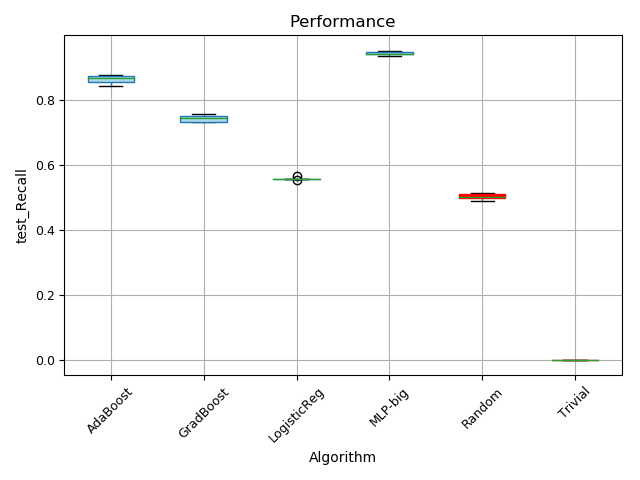 Performance
test_Recall
0.8
0.6
0.4
0.2
0.0
AdaBoost
GradBoost
LogisticReg
MLP-big
Random
Trivial
Algorithm